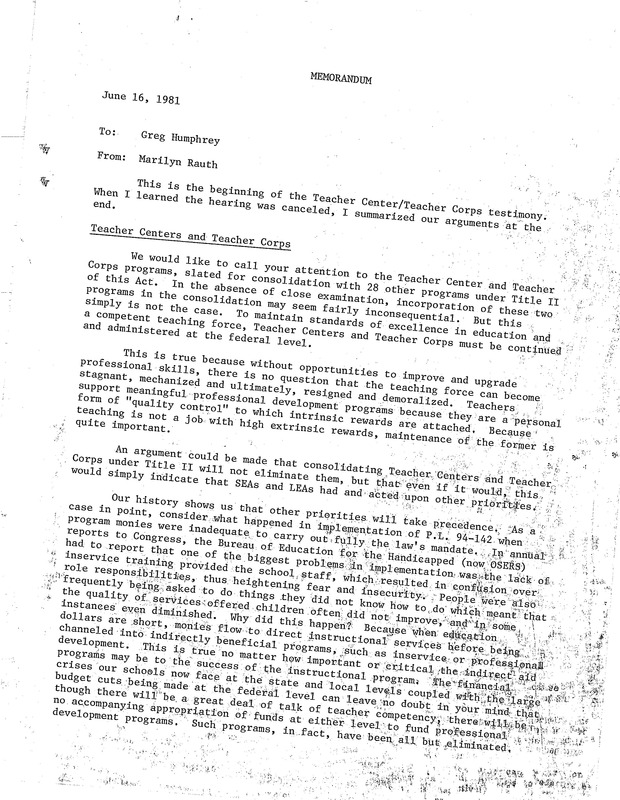 MEMORANDUM
June 16, 1981
To: Greg Humphrey
From: Marilyn Rauth
This is the beginning of the Teacher Center/Teacher Corps testimony.
When I learned the hearing was canceled, I summarized our arguments at the
end.
Teacher Centers and Teacher Corps
We would like to call your attention to the Teacher Center and Teacher
Corps programs, slated for consolidation with 28 other programs under Title II
of this Act. In the absence of close examination, incorporation of these two
programs in the consolidation may seem fairly inconsequential. But this
simply is not the case. To maintain standards of excellence in education and
a competent teaching force, Teacher Centers and Teacher Corps must be continued
and administered at the federal level.
This is true because without opportunities to improve and upgrade
professional skills, there is no question that the teaching force can become
stagnant, mechanized and ultimately, resigned and demoralized. Teachers
support meaningful professional development programs because they are a personal
form of "quality control" to which intrinsic rewards are attached. Because
teaching is not a job with high extrinsic rewards, maintenance of the former is
quite important.
An argument could be made that consolidating Teacher Centers and Teacher
Corps under Title II will not eliminate them, but that even if it would, this
would simply indicate that SEAs and LEAs had and acted upon other priorities.
Our history shows us that other priorities will take precedence. As a
case in point, consider what happened in implementation of P.L. 94-142 when
program monies were inadequate to carry out fully the law's mandate. In annual
reports to Congress, the Bureau of Education for the Handicapped (now OSERS)
had to report that one of the biggest problems in implementation was the lack of
inservice training provided the school staff, which resulted in confusion over
role responsibilities, thus heightening fear and insecurity. People were also
frequently being asked to do things they did not know how to do which meant that
the quality of services offered children often did not improve, and in some
instances even diminished. Why did this happen? Because when education
dollars are short, monies flow to direct instructional services before being
channeled into indirectly beneficial programs, such as inservice or professional
development. This is true no matter how important or critical the indirect aid
programs may be to the success of the instructional program. The financial
crises our schools now face at the state and local levels coupled with the large
budget cuts being made at the federal level can leave no doubt in your mind that
though there will be a great deal of talk of teacher competency, there will be
no accompanying appropriation of funds at either level to fund professional
development programs. Such programs, in fact, have been all but eliminated.